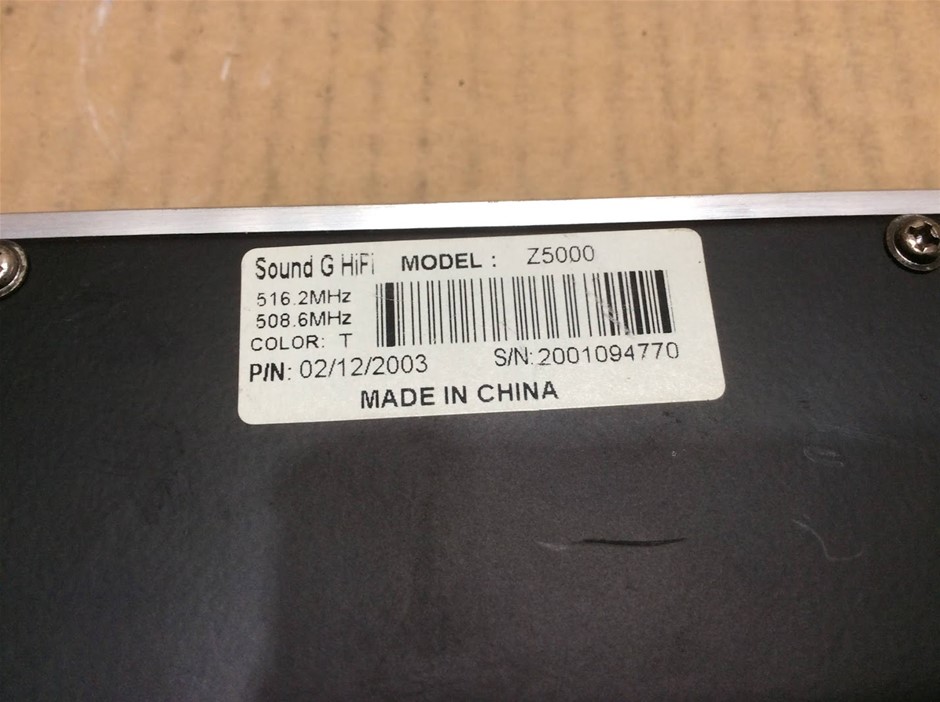 Sound G HiFi MODEL : Z5000
516.2MHz
508.6MHz
COLOR: T
P/N: 02/12/2003 S/N: 2001094770
MADE IN CHINA